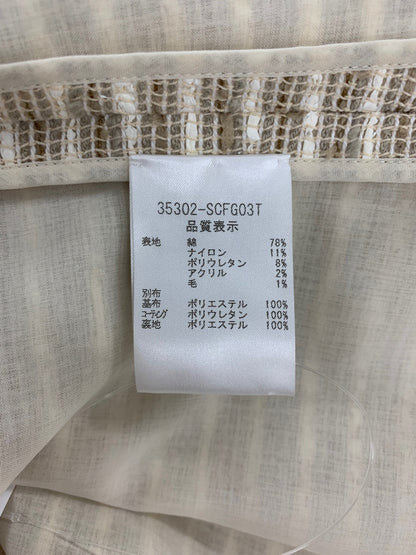 35302-SCFG03T
品質表示
表地 綿 78%
ナイロン 11%
ポリウレタン 8%
アクリル 2%
毛 1%
別布
基布 ポリエステル 100%
コーティング ポリウレタン 100%
裏地 ポリエステル 100%